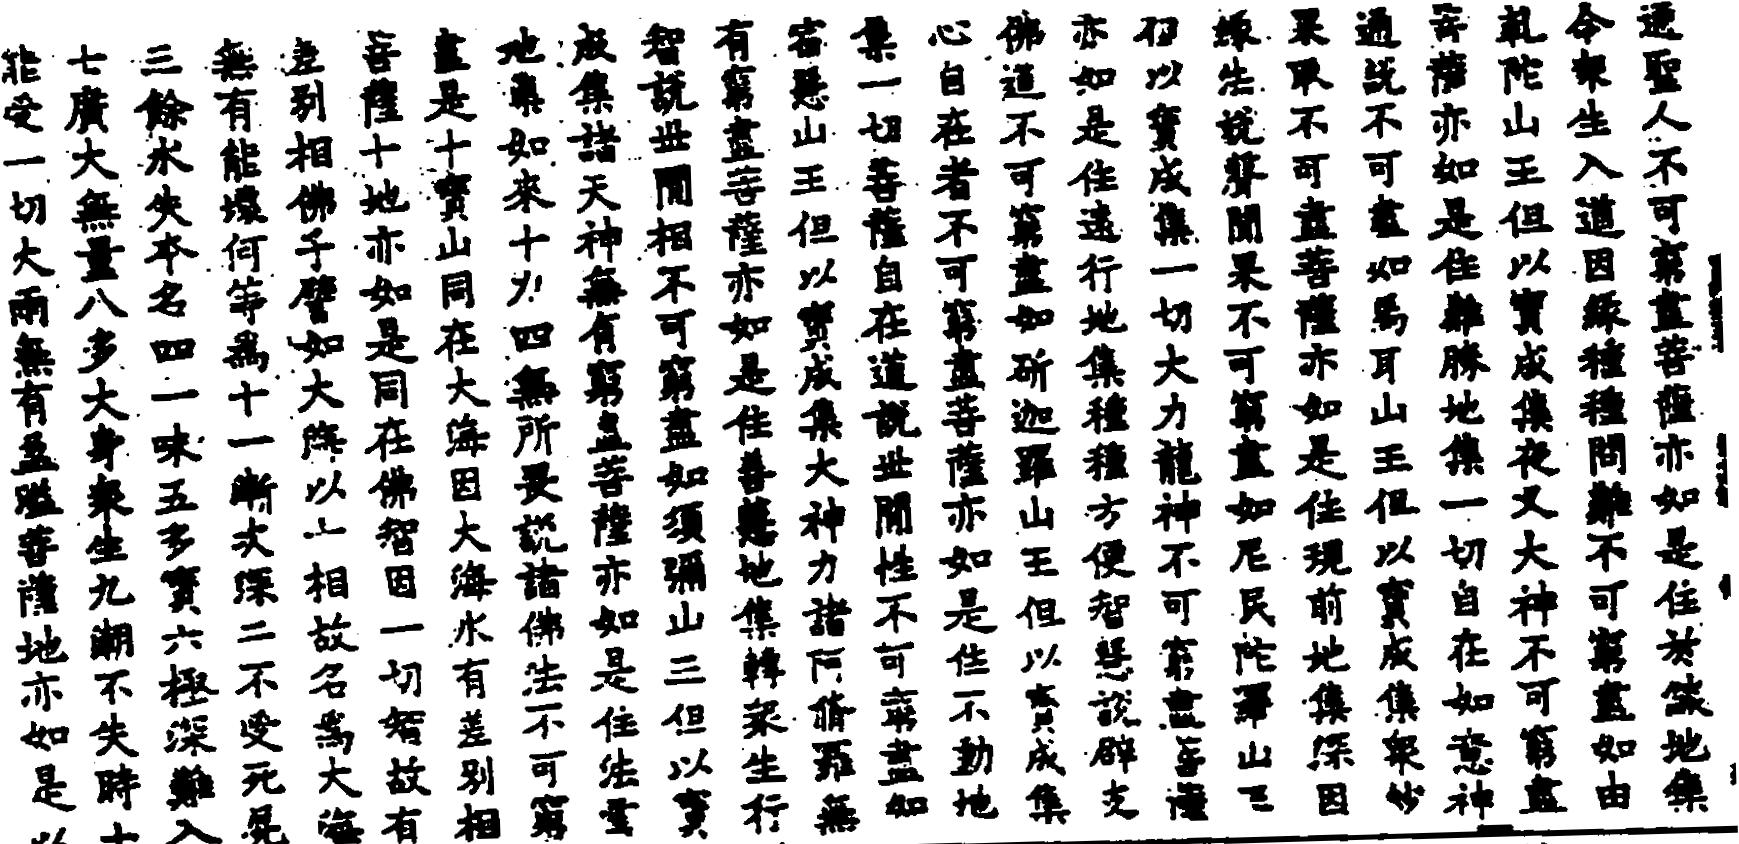 通聖人不可窮盡菩薩亦如是住於焰地集
令衆生入道因緣種種問難不可窮盡如由
乹陀山王但以寶成集夜叉大神不可窮盡
菩薩亦如是住難勝地集一切自在如意神
通説不可盡如馬耳山王但以寶成集衆妙
果取不可盡菩薩亦如是住現前地集深因
緣法説聲聞果不可窮盡如尼民陀羅山王
但以寶成集一切大力龍神不可窮盡菩薩
亦如是住遠行地集種種方便智慧説辟支
佛道不可窮盡如斫迦羅山王但以寶成集
心自在者不可窮盡菩薩亦如是住不動地
集一切菩薩自在道説世間性不可窮盡如
宿慧山王但以寶成集大神力諸阿脩羅無
有窮盡菩薩亦如是住善慧地集轉衆生行
智説世間相不可窮盡如須彌山王但以寶
成集諸天神無有窮盡菩薩亦如是住法雲
地集如來十力四無所畏説諸佛法不可窮
盡是十寶山同在大海因大海水有差別相
菩薩十地亦如是同在佛智因一切智故有
差別相佛子譬如大海以十相故名爲大海
無有能壞何等爲十一漸次深二不受死屍
三餘水失本名四一味五多寶六極深難入
七廣大無量八多大身衆生九潮不失時十
能受一切大雨無有盈溢菩薩地亦如是以